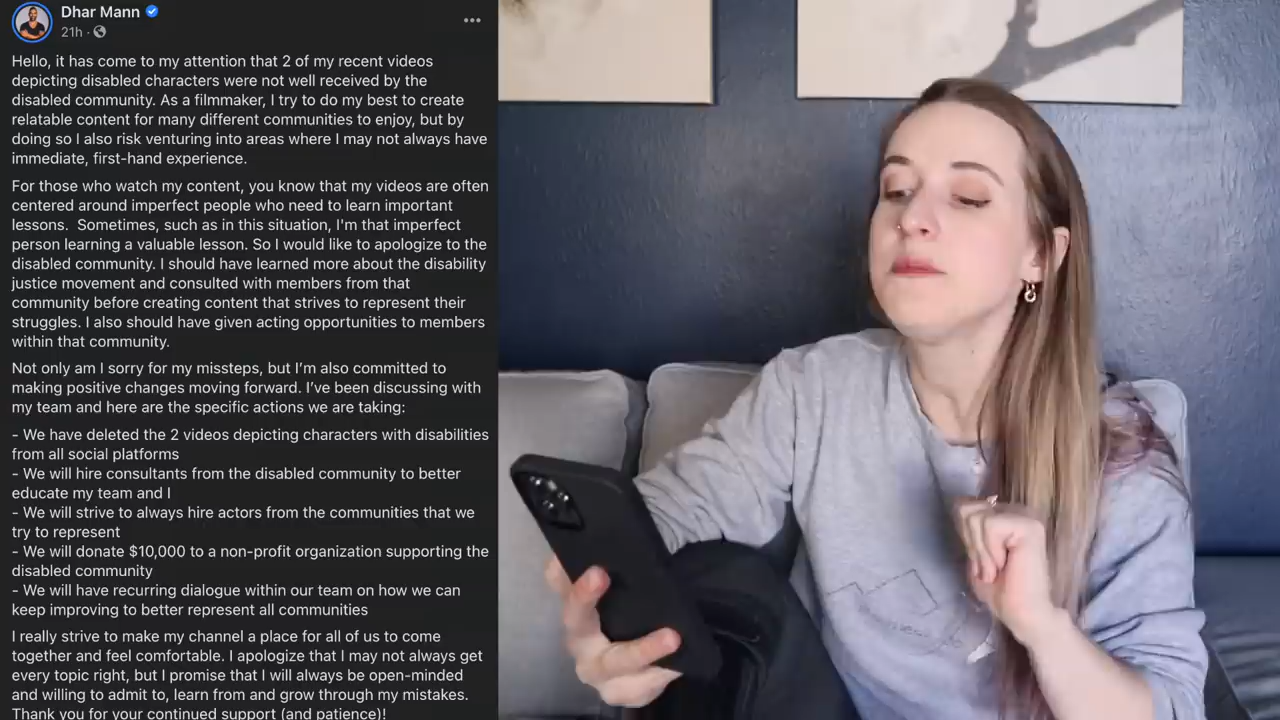 Dhar Mann
21h ·
Hello, it has come to my attention that 2 of my recent videos
depicting disabled characters were not well received by the
disabled community. As a filmmaker, I try to do my best to create
relatable content for many different communities to enjoy, but by
doing so I also risk venturing into areas where I may not always have
immediate, first-hand experience.
For those who watch my content, you know that my videos are often
centered around imperfect people who need to learn important
lessons.  Sometimes, such as in this situation, I'm that imperfect
person learning a valuable lesson. So I would like to apologize to the
disabled community. I should have learned more about the disability
justice movement and consulted with members from that
community before creating content that strives to represent their
struggles. I also should have given acting opportunities to members
within that community.
Not only am I sorry for my missteps, but I'm also committed to
making positive changes moving forward. I've been discussing with
my team and here are the specific actions we are taking:
- We have deleted the 2 videos depicting characters with disabilities
from all social platforms
- We will hire consultants from the disabled community to better
educate my team and I
- We will strive to always hire actors from the communities that we
try to represent
- We will donate $10,000 to a non-profit organization supporting the
disabled community
- We will have recurring dialogue within our team on how we can
keep improving to better represent all communities
I really strive to make my channel a place for all of us to come
together and feel comfortable. I apologize that I may not always get
every topic right, but I promise that I will always be open-minded
and willing to admit to, learn from and grow through my mistakes.
Thank you for your continued support (and patience)!